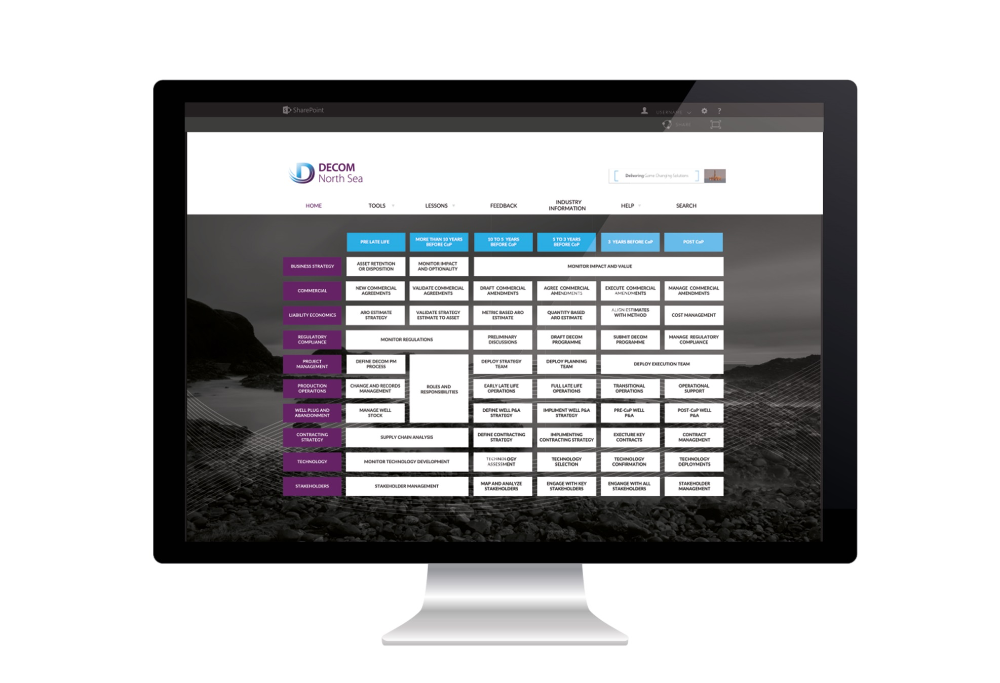 SharePoint
USERNAME
?
SHARE
DECOM
North Sea
Delivering Game Changing Solutions
HOME
TOOLS
LESSONS
FEEDBACK
INDUSTRY
INFORMATION
HELP
SEARCH
PRE LATE LIFE
MORE THAN 10 YEARS
BEFORE CoP
10 TO 5 YEARS
BEFORE CoP
5 TO 3 YEARS
BEFORE CoP
3 YEARS BEFORE CoP
POST CoP
BUSINESS STRATEGY
ASSET RETENTION
OR DISPOSITION
MONITOR IMPACT
AND OPTIONALITY
MONITOR IMPACT AND VALUE
COMMERCIAL
NEW COMMERCIAL
AGREEMENTS
VALIDATE COMMERCIAL
AGREEMENTS
DRAFT COMMERCIAL
AMENDMENTS
AGREE COMMERCIAL
AMENDMENTS
EXECUTE COMMERCIAL
AMENDMENTS
MANAGE COMMERCIAL
AMENDMENTS
LIABILITY ECONOMICS
ARO ESTIMATE
STRATEGY
VALIDATE STRATEGY
ESTIMATE TO ASSET
METRIC BASED ARO
ESTIMATE
QUANTITY BASED
ARO ESTIMATE
ALIGN ESTIMATES
WITH METHOD
COST MANAGEMENT
REGULATORY
COMPLIANCE
MONITOR REGULATIONS
PRELIMINARY
DISCUSSIONS
DRAFT DECOM
PROGRAMME
SUBMIT DECOM
PROGRAMME
MANAGE REGULATORY
COMPLIANCE
PROJECT
MANAGEMENT
DEFINE DECOM PM
PROCESS
ROLES AND
RESPONSIBILITIES
DEPLOY STRATEGY
TEAM
DEPLOY PLANNING
TEAM
DEPLOY EXECUTION TEAM
PRODUCTION
OPERAITONS
CHANGE AND RECORDS
MANAGEMENT
EARLY LATE LIFE
OPERATIONS
FULL LATE LIFE
OPERATIONS
TRANSITIONAL
OPERATIONS
OPERATIONAL
SUPPORT
WELL PLUG AND
ABANDONMENT
MANAGE WELL
STOCK
DEFINE WELL P&A
STRATEGY
IMPLIMENT WELL P&A
STRATEGY
PRE-CoP WELL
P&A
POST-CoP WELL
P&A
CONTRACTING
STRATEGY
SUPPLY CHAIN ANALYSIS
DEFINE CONTRACTING
STRATEGY
IMPLIMENTING
CONTRACTING STRATEGY
EXECTURE KEY
CONTRACTS
CONTRACT
MANAGEMENT
TECHNOLOGY
MONITOR TECHNOLOGY DEVELOPMENT
TECHNOLOGY
ASSESSMENT
TECHNOLOGY
SELECTION
TECHNOLOGY
CONFIRMATION
TECHNOLOGY
DEPLOYMENTS
STAKEHOLDERS
STAKEHOLDER MANAGEMENT
MAP AND ANALYZE
STAKEHOLDERS
ENGAGE WITH KEY
STAKEHOLDERS
ENGANGE WITH ALL
STAKEHOLDERS
STAKEHOLDER
MANAGEMENT